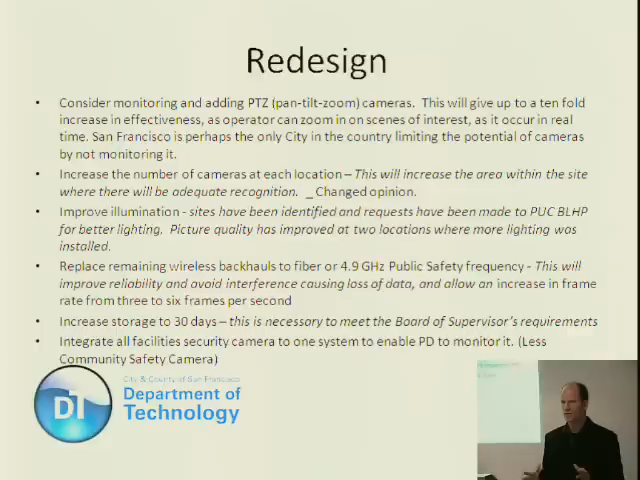 Redesign
• Consider monitoring and adding PTZ (pan-tilt-zoom) cameras. This will give up to a ten fold
increase in effectiveness, as operator can zoom in on scenes of interest, as it occur in real
time. San Francisco is perhaps the only City in the country limiting the potential of cameras
by not monitoring it.
• Increase the number of cameras at each location – This will increase the area within the site
where there will be adequate recognition. _ Changed opinion.
• Improve illumination - sites have been identified and requests have been made to PUC BLHP
for better lighting. Picture quality has improved at two locations where more lighting was
installed.
• Replace remaining wireless backhauls to fiber or 4.9 GHz Public Safety frequency - This will
improve reliability and avoid interference causing loss of data, and allow an increase in frame
rate from three to six frames per second
• Increase storage to 30 days – this is necessary to meet the Board of Supervisor's requirements
• Integrate all facilities security camera to one system to enable PD to monitor it. (Less
Community Safety Camera)
DT
City & County of San Francisco
Department of
Technology